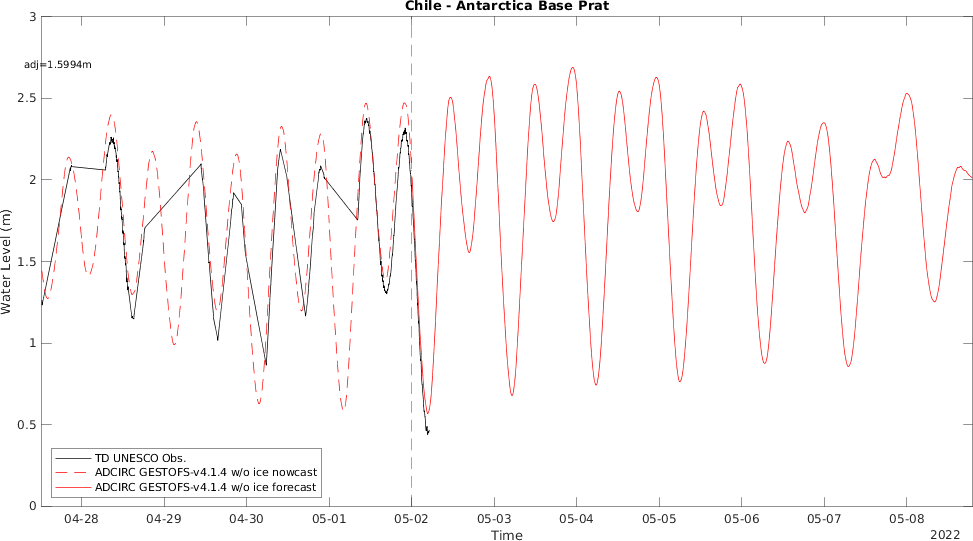 Chile - Antarctica Base Prat
adj=1.5994m
3
2.5
2
1.5
1
0.5
0
Water Level (m)
TD UNESCO Obs.
ADCIRC GESTOFS-v4.1.4 w/o ice nowcast
ADCIRC GESTOFS-v4.1.4 w/o ice forecast
04-28 04-29 04-30 05-01 05-02 05-03 05-04 05-05 05-06 05-07 05-08
Time
2022